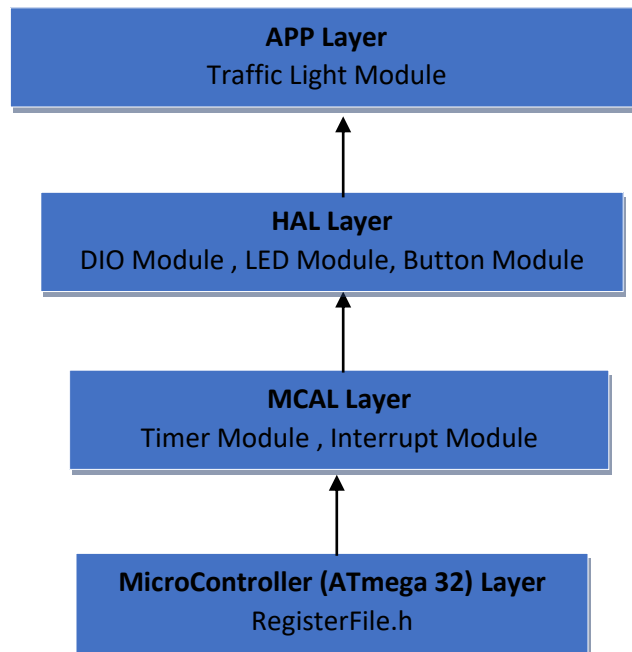 APP Layer
Traffic Light Module
HAL Layer
DIO Module , LED Module, Button Module
MCAL Layer
Timer Module , Interrupt Module
MicroController (ATmega 32) Layer
RegisterFile.h